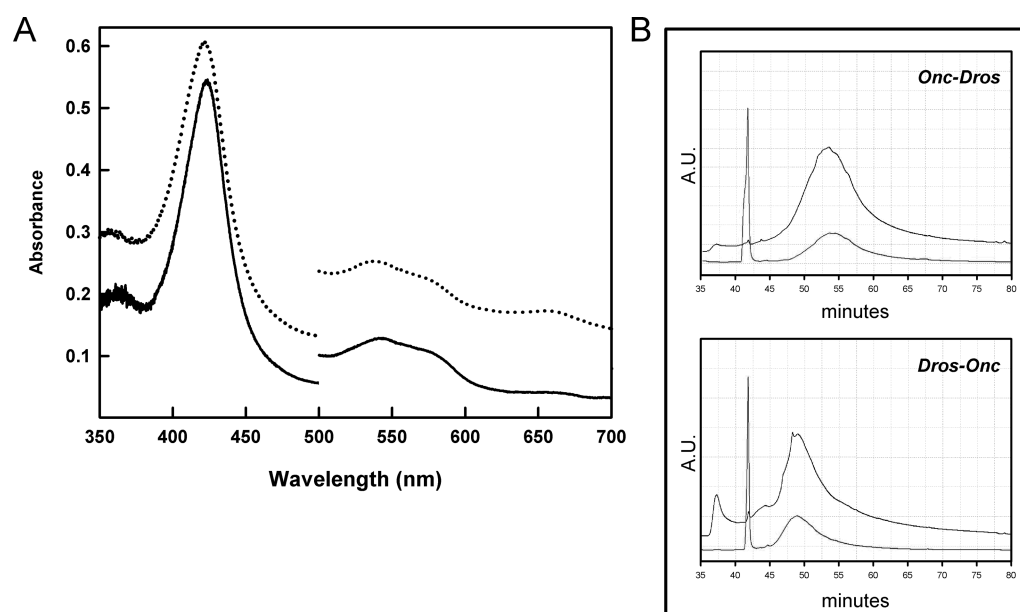 A
0.6
0.5
0.4
0.3
0.2
0.1
Absorbance
350 400 450 500 550 600 650 700
Wavelength (nm)
B
Onc-Dros
A.U.
35 40 45 50 55 60 65 70 75 80
minutes
Dros-Onc
A.U.
35 40 45 50 55 60 65 70 75 80
minutes